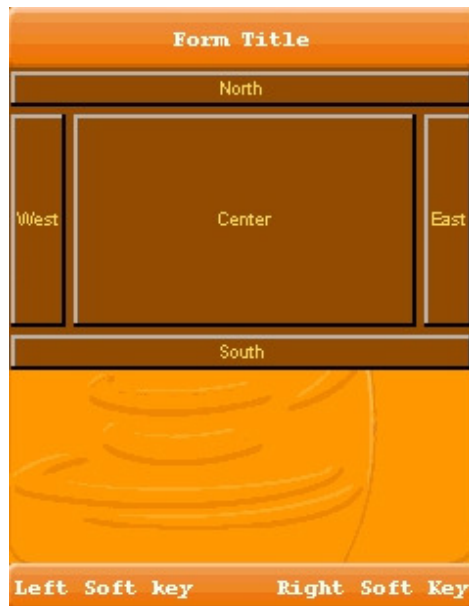 Form Title
North
West Center East
South
Left Soft key Right Soft Key